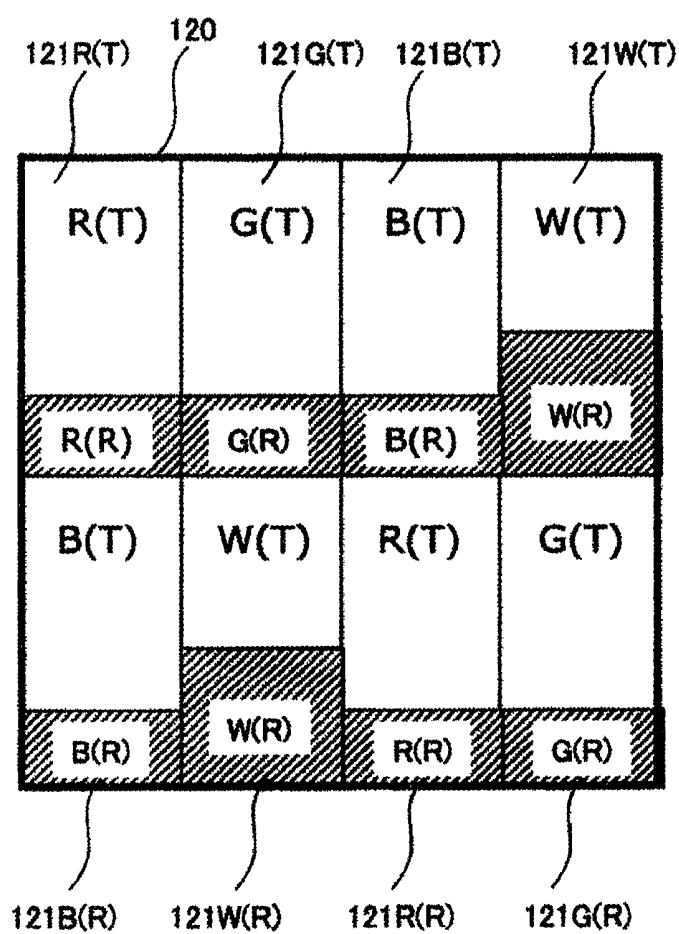 120
121R(T) 121G(T) 121B(T) 121W(T)
R(T) G(T) B(T) W(T)
R(R) G(R) B(R) W(R)
B(T) W(T) R(T) G(T)
B(R) W(R) R(R) G(R)
121B(R) 121W(R) 121R(R) 121G(R)